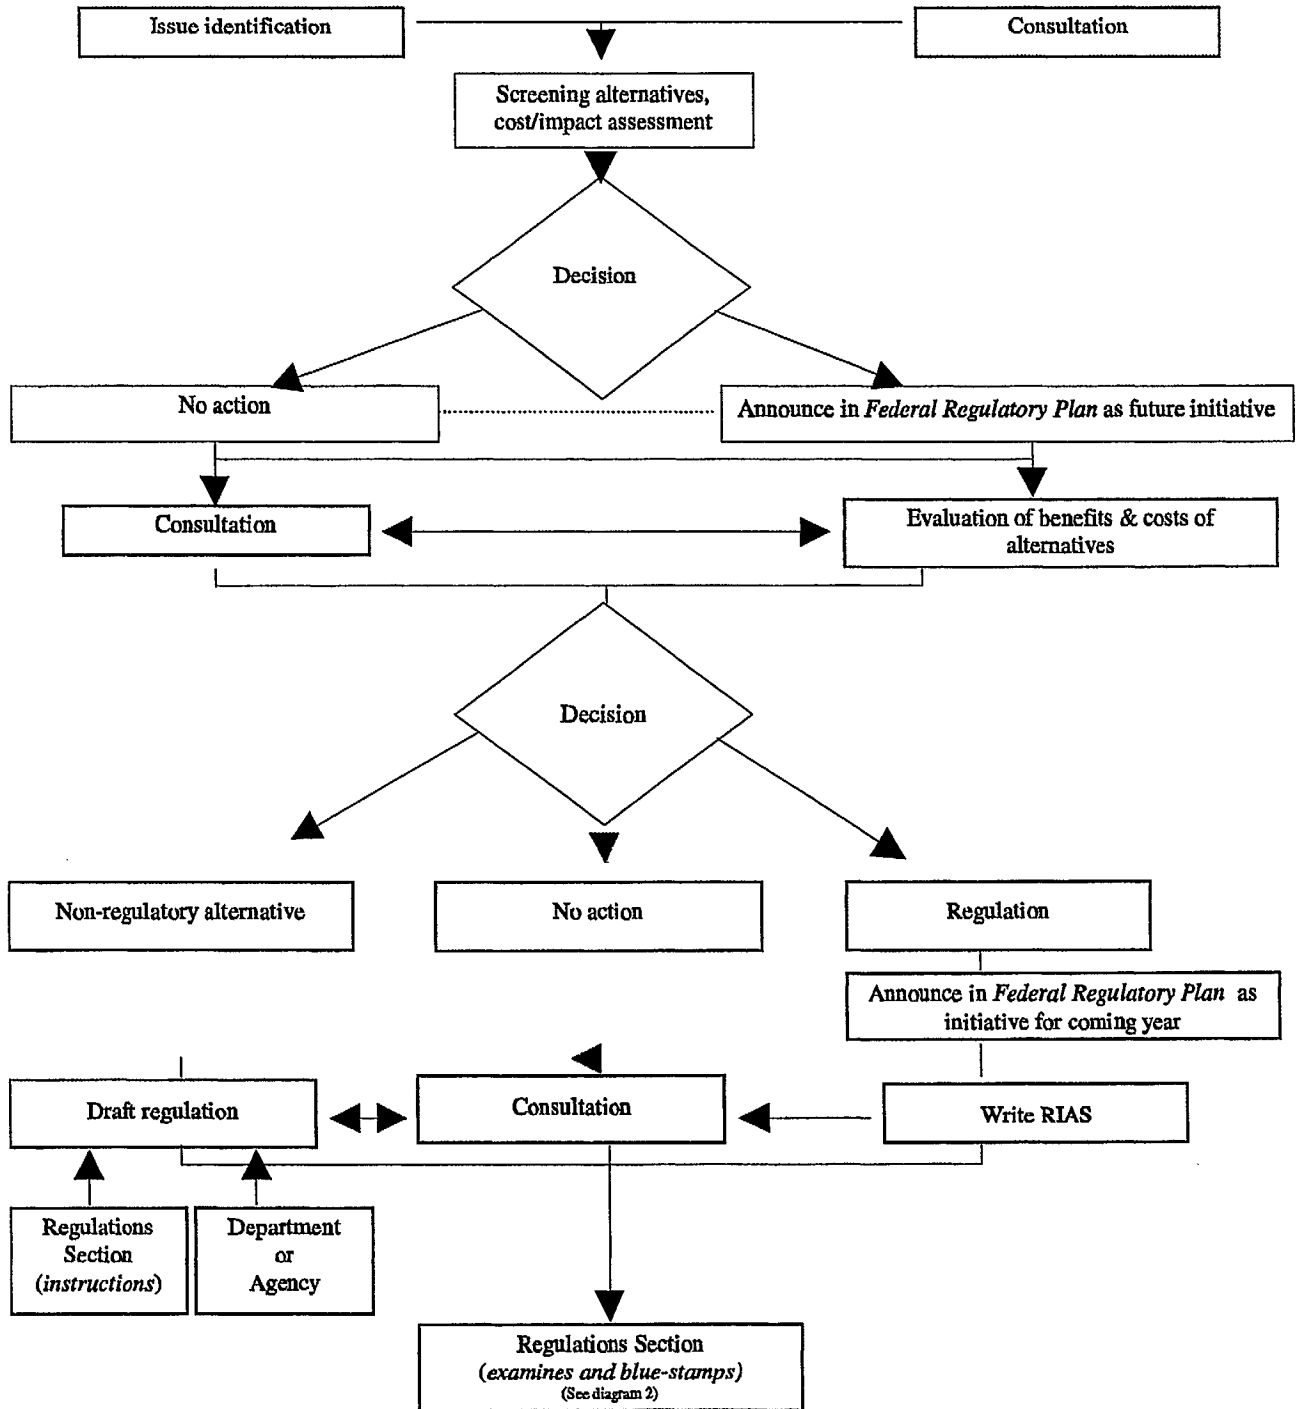 Issue identification
Consultation
Screening alternatives,
cost/impact assessment
Decision
No action
Announce in Federal Regulatory Plan as future initiative
Consultation
Evaluation of benefits & costs of
alternatives
Decision
Non-regulatory alternative
No action
Regulation
Announce in Federal Regulatory Plan as
initiative for coming year
Draft regulation
Consultation
Write RIAS
Regulations
Section
(instructions)
Department
or
Agency
Regulations Section
(examines and blue-stamps)
(See diagram 2)